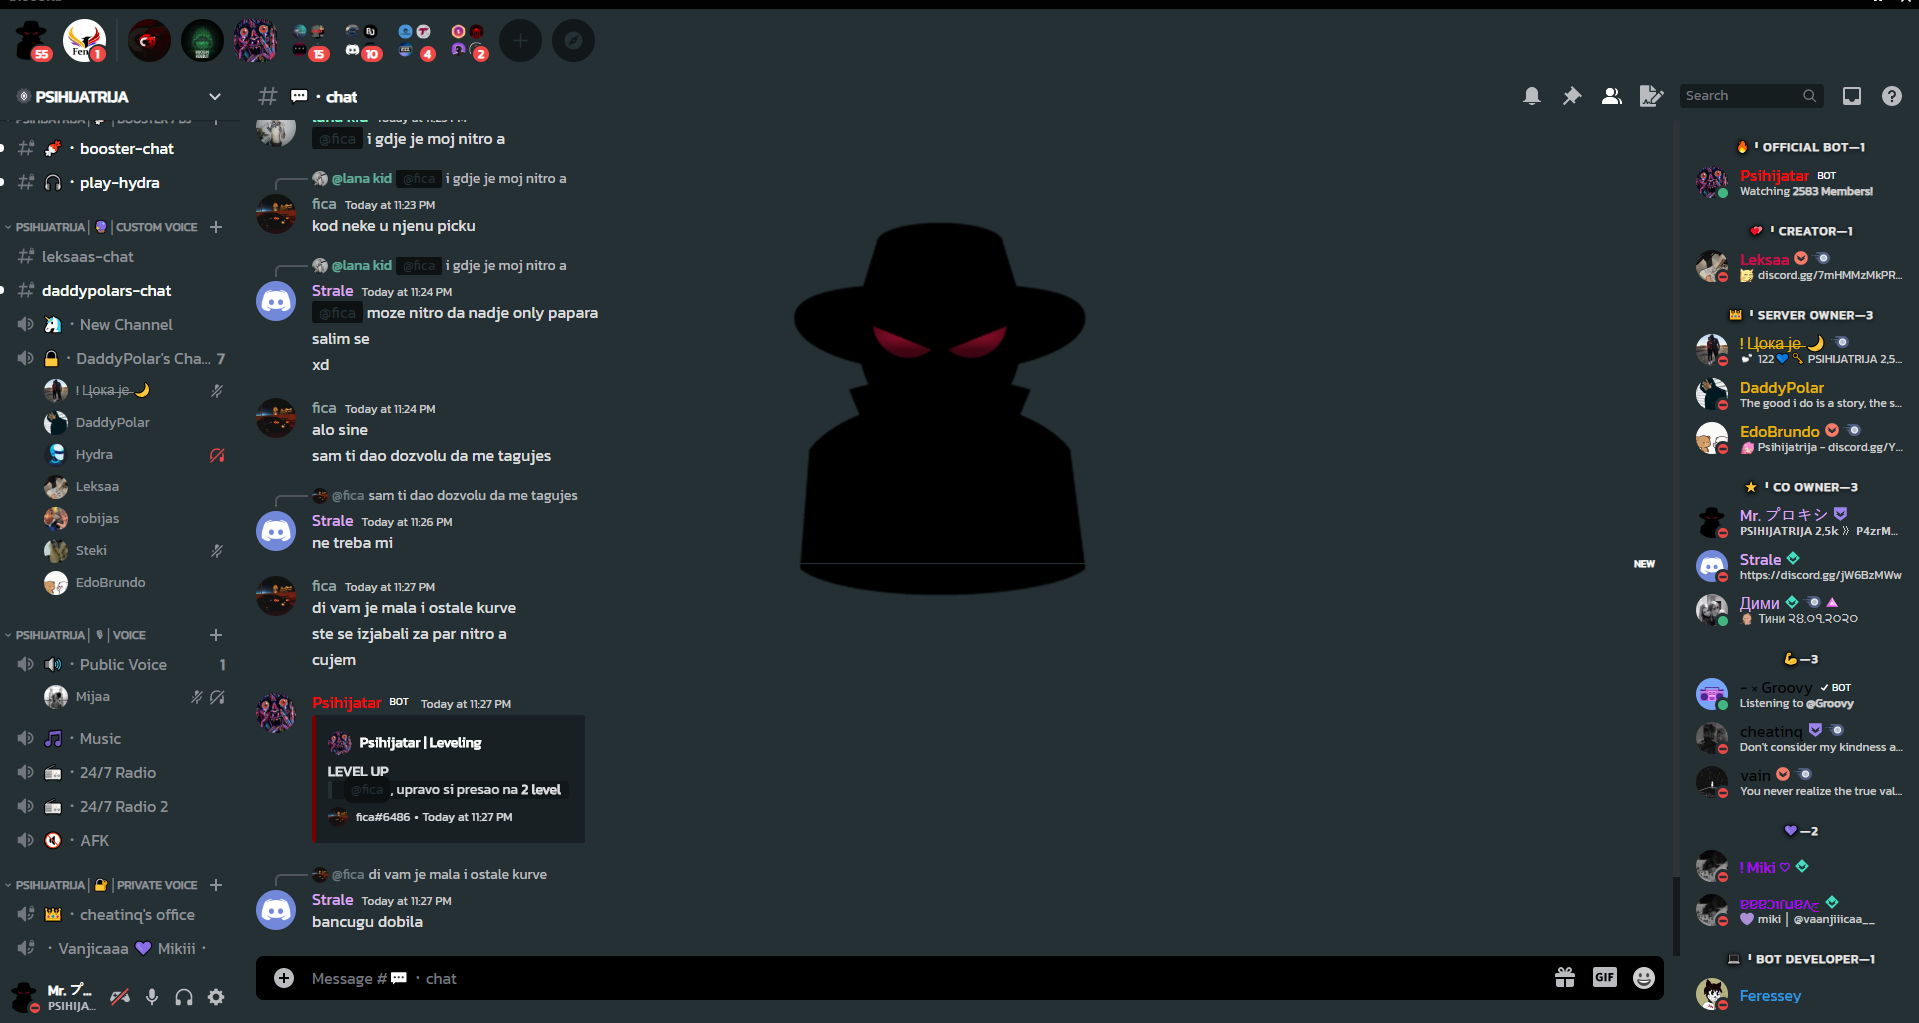 55
Fen
1
15
10
4
2
PSIHIJATRIJA
# 💬 · chat
Search
PSIHIJATRIJA | BOOSTER / DJ
booster-chat
play-hydra
PSIHIJATRIJA | 🔮 | CUSTOM VOICE
leksaas-chat
daddypolars-chat
🦄 · New Channel
🔒 · DaddyPolar's Cha... 7
! Цока је 🌙
DaddyPolar
Hydra
Leksaa
robijas
Steki
EdoBrundo
PSIHIJATRIJA | 🎙 | VOICE
🔊 · Public Voice 1
Mijaa
🎵 · Music
📻 · 24/7 Radio
📻 · 24/7 Radio 2
🔇 · AFK
PSIHIJATRIJA | 🔐 | PRIVATE VOICE
👑 · cheatinq's office
· Vanjicaaa 💜 Mikiii ·
Mr. プ...
PSIHIJA...
lana kid Today at 11:23 PM
@fica i gdje je moj nitro a
@lana kid @fica i gdje je moj nitro a
fica Today at 11:23 PM
kod neke u njenu picku
@lana kid @fica i gdje je moj nitro a
Strale Today at 11:24 PM
@fica moze nitro da nadje only papara
salim se
xd
fica Today at 11:24 PM
alo sine
sam ti dao dozvolu da me tagujes
@fica sam ti dao dozvolu da me tagujes
Strale Today at 11:26 PM
ne treba mi
NEW
fica Today at 11:27 PM
di vam je mala i ostale kurve
ste se izjabali za par nitro a
cujem
Psihijatar BOT Today at 11:27 PM
Psihijatar | Leveling
LEVEL UP
@fica , upravo si presao na 2 level
fica#6486 • Today at 11:27 PM
@fica di vam je mala i ostale kurve
Strale Today at 11:27 PM
bancugu dobila
Message # 💬 · chat
GIF
🔥 ╵ OFFICIAL BOT—1
Psihijatar BOT
Watching 2583 Members!
╵ CREATOR—1
Leksaa
discord.gg/7mHMMzMkPR...
👑 ╵ SERVER OWNER—3
! Цока је 🌙
122 💙 PSIHIJATRIJA 2,5...
DaddyPolar
The good i do is a story, the s...
EdoBrundo
Psihijatrija - discord.gg/Y...
⭐ ╵ CO OWNER—3
Mr. プロキシ
PSIHIJATRIJA 2,5k 》 P4zrM...
Strale
https://discord.gg/jW6BzMWw
Дими
Тини 28.09.2020
💪—3
- × Groovy ✓ BOT
Listening to @Groovy
cheatinq
Don't consider my kindness a...
vain
You never realize the true val...
💜—2
! Miki ♡
💜 miki | @vaanjiiicaa__
💻 ╵ BOT DEVELOPER—1
Feressey